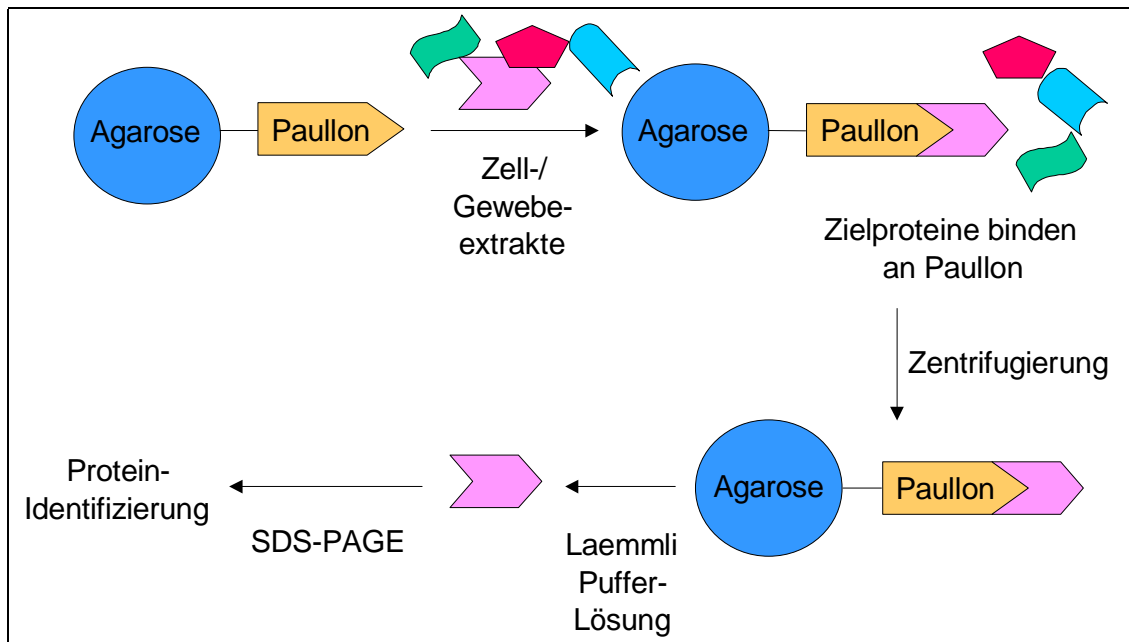 Agarose
Paullon
Zell-/
Gewebe-
extrakte
Agarose
Paullon
Zielproteine binden
an Paullon
Zentrifugierung
Agarose
Paullon
Laemmli
Puffer-
Lösung
SDS-PAGE
Protein-
Identifizierung